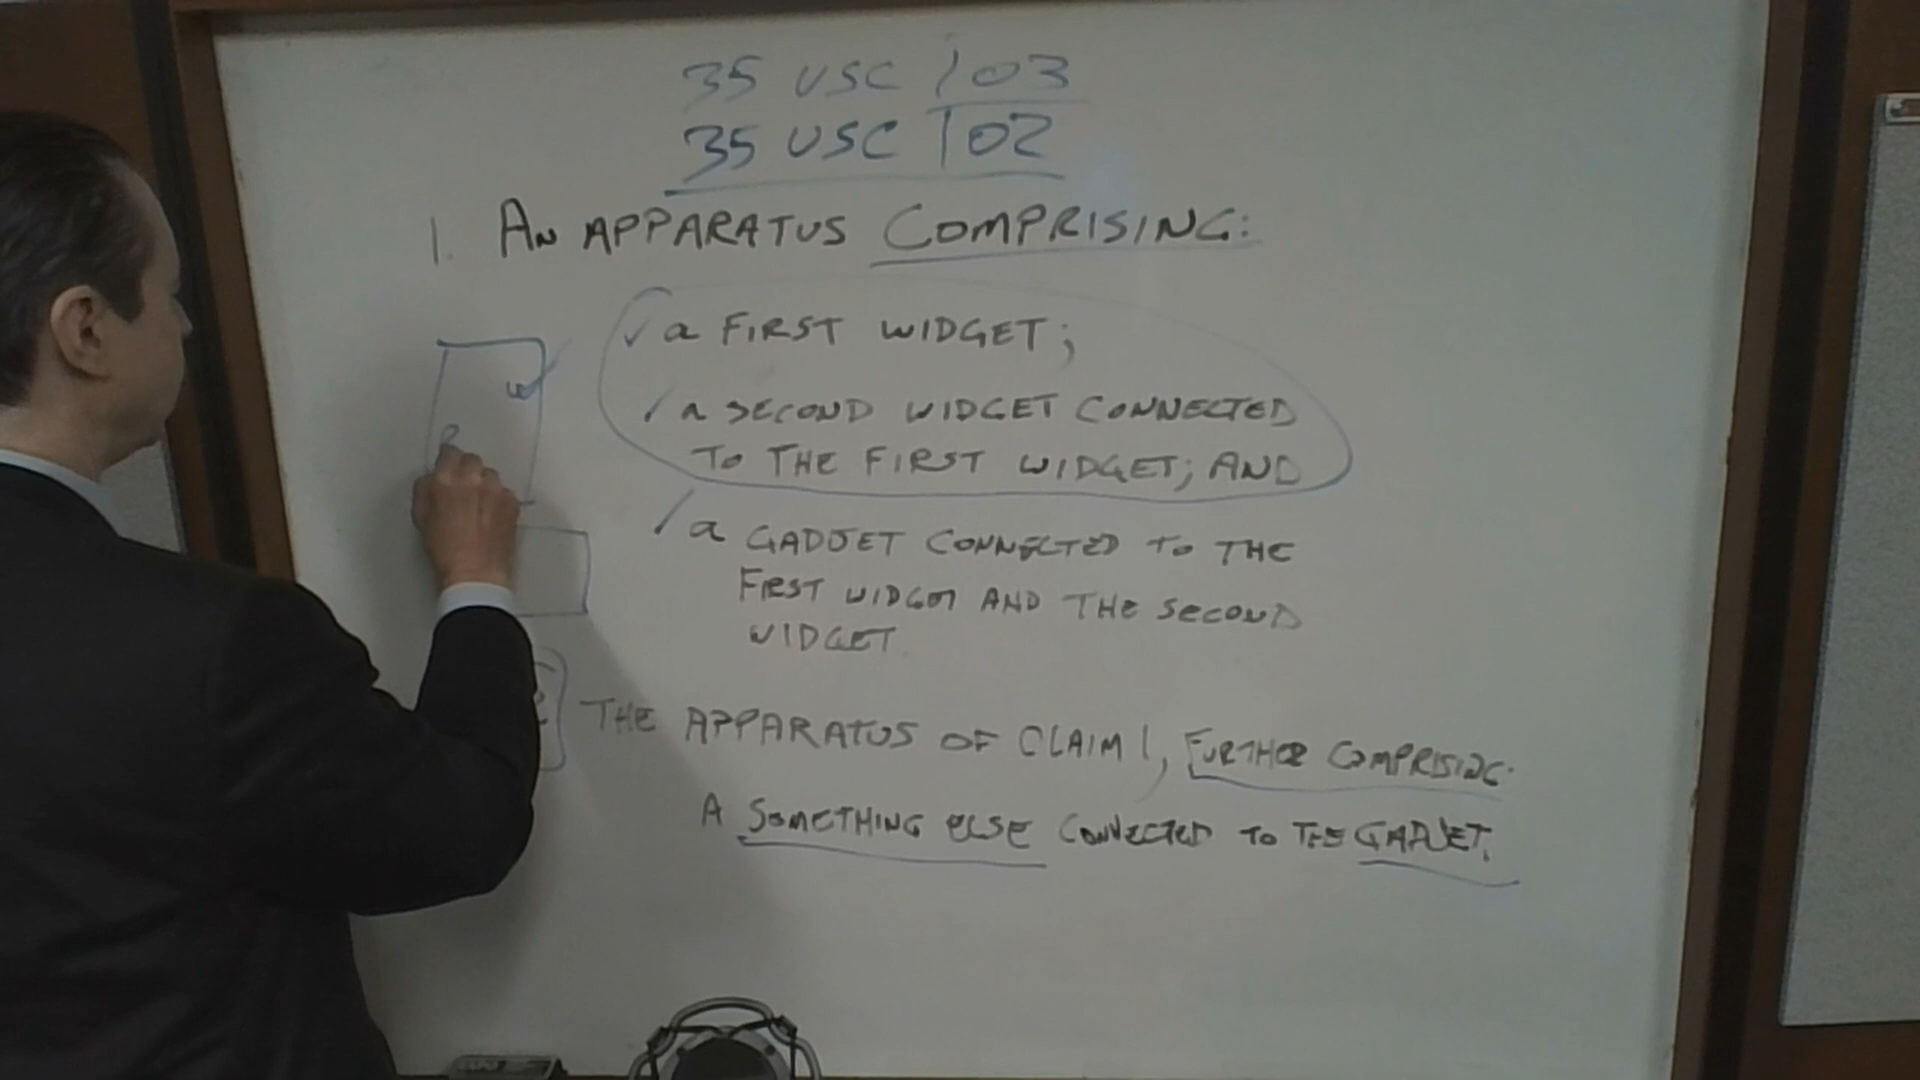 35 USC 103
35 USC 102
1. AN APPARATUS COMPRISING:
a FIRST WIDGET;
a SECOND WIDGET CONNECTED
TO THE FIRST WIDGET; AND
a GADJET CONNECTED TO THE
FIRST WIDGET AND THE SECOND
WIDGET.
THE APPARATUS OF CLAIM 1, FURTHER COMPRISING:
A SOMETHING ELSE CONNECTED TO THE GADJET.